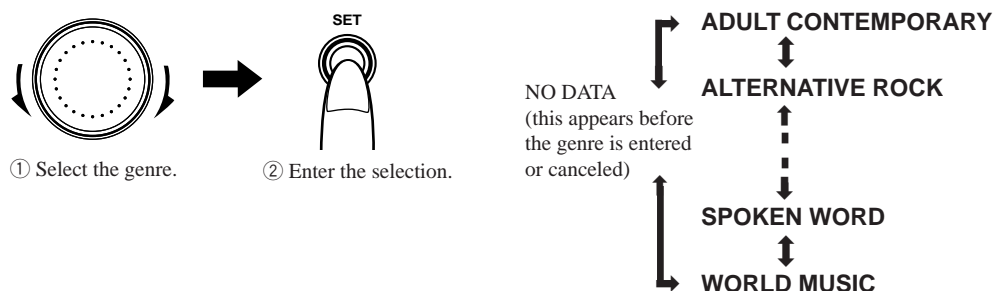 SET
① Select the genre.
② Enter the selection.
NO DATA
(this appears before
the genre is entered
or canceled)
ADULT CONTEMPORARY
ALTERNATIVE ROCK
SPOKEN WORD
WORLD MUSIC